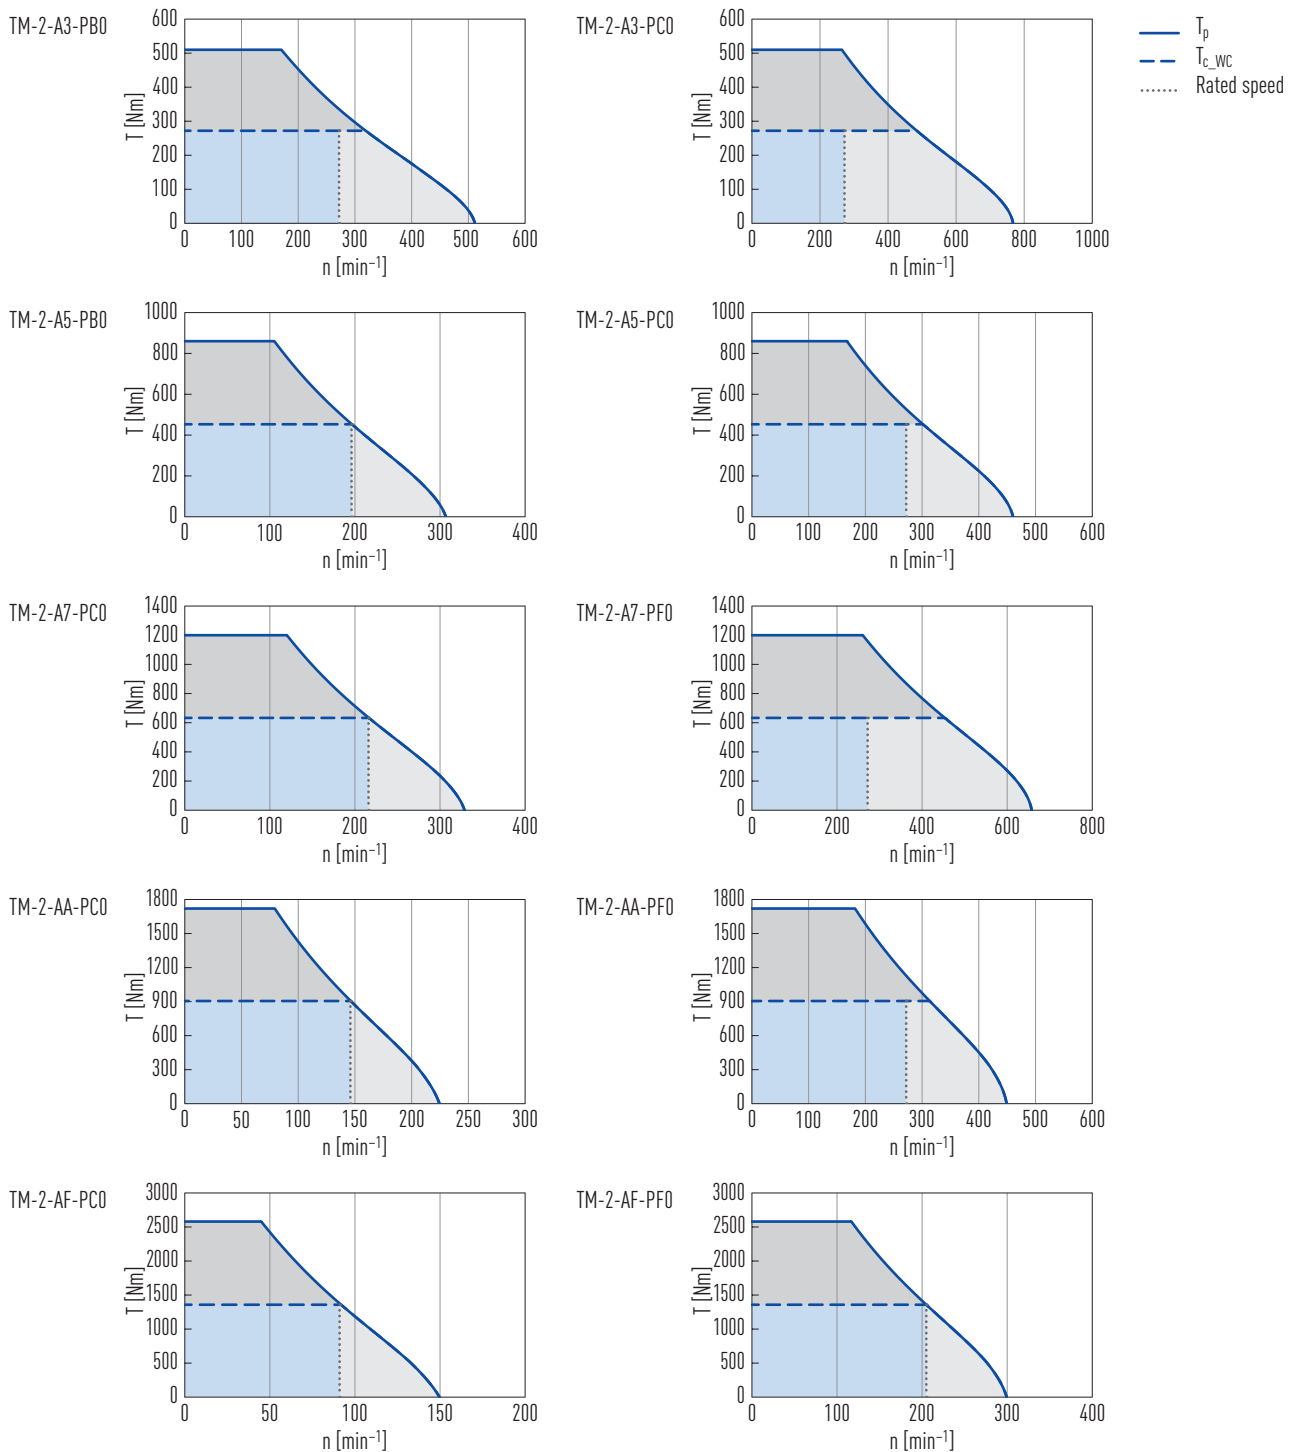 TM-2-A3-PB0
T [Nm]
600
500
400
300
200
100
0
0 100 200 300 400 500 600
n [min⁻¹]
TM-2-A3-PC0
T [Nm]
600
500
400
300
200
100
0
0 200 400 600 800 1000
n [min⁻¹]
Tp
Tc_WC
Rated speed
TM-2-A5-PB0
T [Nm]
1000
800
600
400
200
0
0 100 200 300 400
n [min⁻¹]
TM-2-A5-PC0
T [Nm]
1000
800
600
400
200
0
0 100 200 300 400 500 600
n [min⁻¹]
TM-2-A7-PC0
T [Nm]
1400
1200
1000
800
600
400
200
0
0 100 200 300 400
n [min⁻¹]
TM-2-A7-PF0
T [Nm]
1400
1200
1000
800
600
400
200
0
0 200 400 600 800
n [min⁻¹]
TM-2-AA-PC0
T [Nm]
1800
1500
1200
900
600
300
0
0 50 100 150 200 250 300
n [min⁻¹]
TM-2-AA-PF0
T [Nm]
1800
1500
1200
900
600
300
0
0 100 200 300 400 500 600
n [min⁻¹]
TM-2-AF-PC0
T [Nm]
3000
2500
2000
1500
1000
500
0
0 50 100 150 200
n [min⁻¹]
TM-2-AF-PF0
T [Nm]
3000
2500
2000
1500
1000
500
0
0 100 200 300 400
n [min⁻¹]